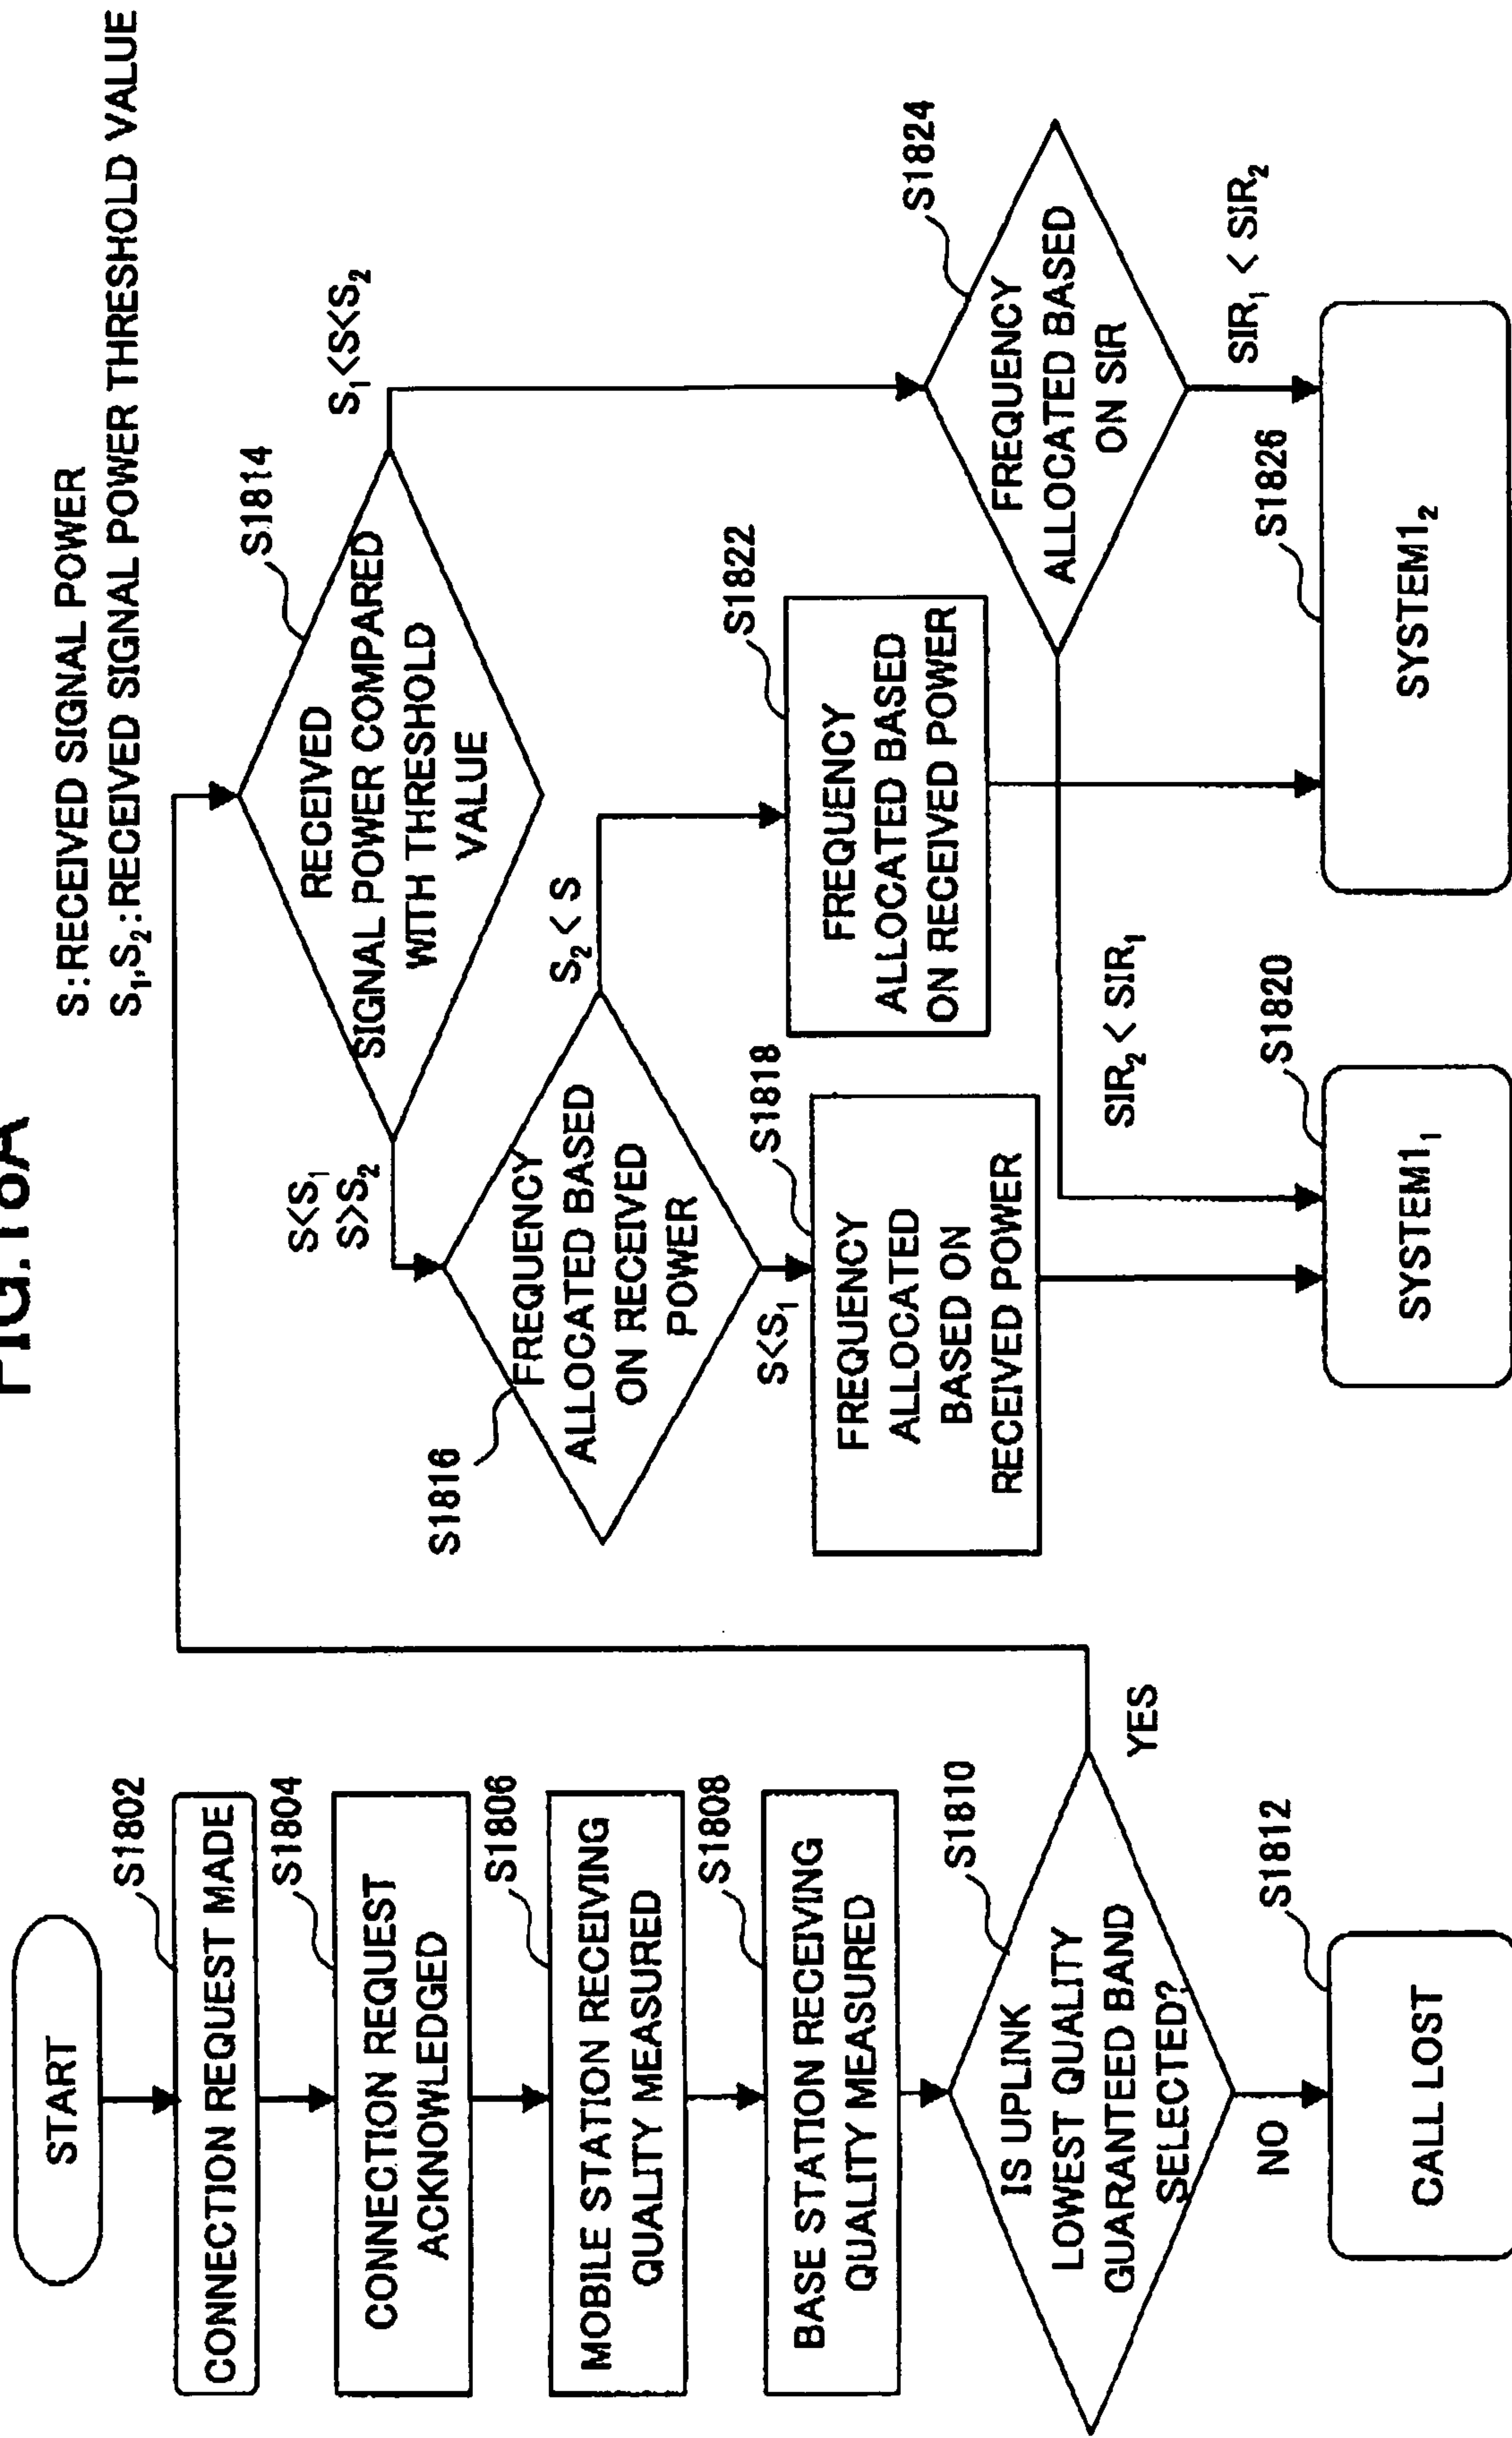 FIG.18A
S:RECEIVED SIGNAL POWER
S₁,S₂:RECEIVED SIGNAL POWER THRESHOLD VALUE
START
S1802
CONNECTION REQUEST MADE
S1804
CONNECTION REQUEST
ACKNOWLEDGED
S1806
MOBILE STATION RECEIVING
QUALITY MEASURED
S1808
BASE STATION RECEIVING
QUALITY MEASURED
S1810
IS UPLINK
LOWEST QUALITY
GUARANTEED BAND
SELECTED?
YES
NO
S1812
CALL LOST
S1814
RECEIVED
SIGNAL POWER COMPARED
WITH THRESHOLD
VALUE
S<S₁
S>S₂
S₁<S<S₂
S1816
FREQUENCY
ALLOCATED BASED
ON RECEIVED
POWER
S₂<S
S<S₁
S1818
FREQUENCY
ALLOCATED
BASED ON
RECEIVED POWER
S1822
FREQUENCY
ALLOCATED BASED
ON RECEIVED POWER
S1824
FREQUENCY
ALLOCATED BASED
ON SIR
SIR₂<SIR₁
SIR₁<SIR₂
S1820
SYSTEM1₁
S1826
SYSTEM1₂